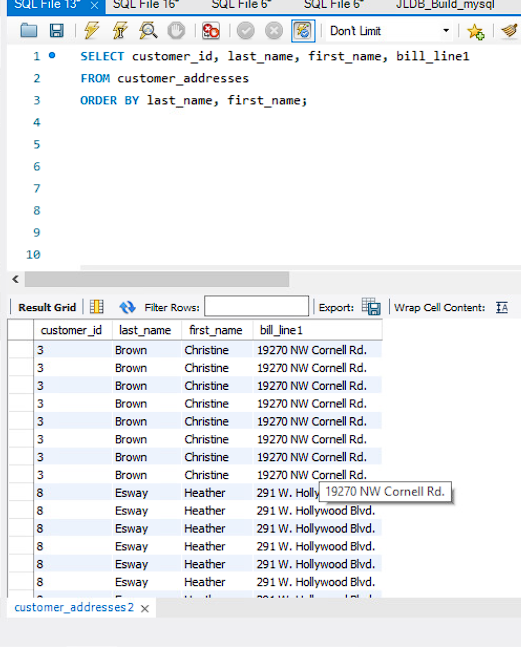 SQL File 13* SQL File 16* SQL File 6* SQL File 6* JLDB_Build_mysql
Don't Limit
1 SELECT customer_id, last_name, first_name, bill_line1
2 FROM customer_addresses
3 ORDER BY last_name, first_name;
4
5
6
7
8
9
10
Result Grid Filter Rows: Export: Wrap Cell Content:
customer_id last_name first_name bill_line1
3 Brown Christine 19270 NW Cornell Rd.
3 Brown Christine 19270 NW Cornell Rd.
3 Brown Christine 19270 NW Cornell Rd.
3 Brown Christine 19270 NW Cornell Rd.
3 Brown Christine 19270 NW Cornell Rd.
3 Brown Christine 19270 NW Cornell Rd.
3 Brown Christine 19270 NW Cornell Rd.
3 Brown Christine 19270 NW Cornell Rd.
8 Esway Heather 291 W. Holly
19270 NW Cornell Rd.
8 Esway Heather 291 W. Hollywood Blvd.
8 Esway Heather 291 W. Hollywood Blvd.
8 Esway Heather 291 W. Hollywood Blvd.
8 Esway Heather 291 W. Hollywood Blvd.
8 Esway Heather 291 W. Hollywood Blvd.
customer_addresses2